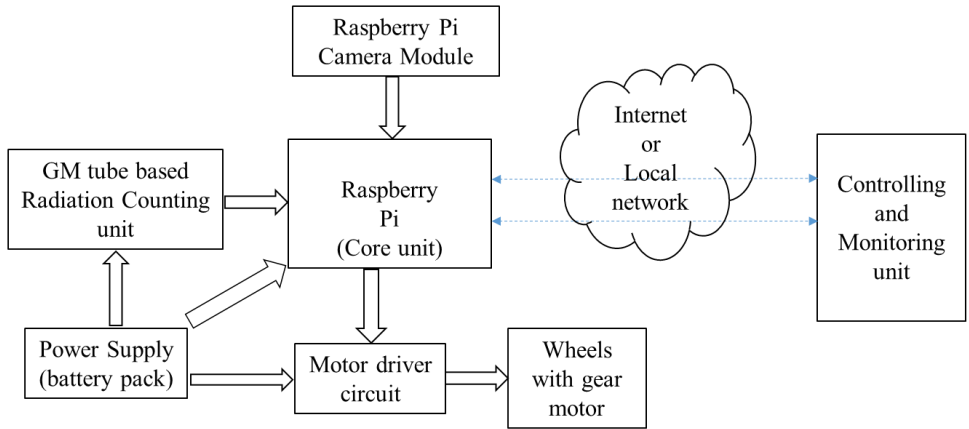 Raspberry Pi
Camera Module
GM tube based
Radiation Counting
unit
Raspberry
Pi
(Core unit)
Internet
or
Local
network
Controlling
and
Monitoring
unit
Power Supply
(battery pack)
Motor driver
circuit
Wheels
with gear
motor